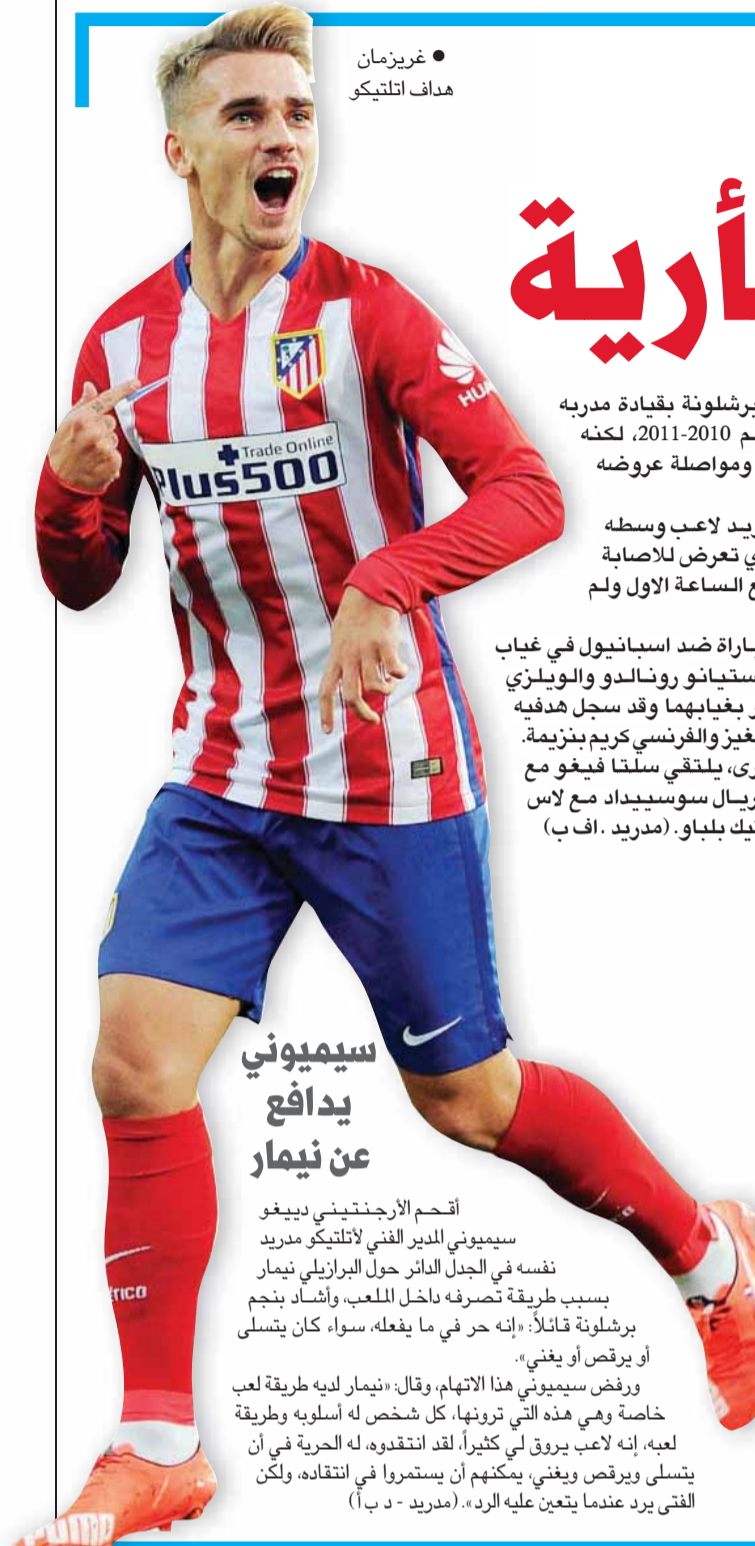 ● غريزمان
هداف اتلتيكو
أرية
برشلونة بقيادة مدربه
م 2010-2011، لكنه
ومواصلة عروضه
ريد لاعب وسطه
ي تعرض للاصابة
ع الساعة الاول ولم
باراة ضد اسبانيول في غياب
ستيانو رونالدو والويلزي
ز بغيابهما وقد سجل هدفيه
غيز والفرنسي كريم بنزيمة.
رى، يلتقي سلتا فيغو مع
ريال سوسييداد مع لاس
تيك بلباو. (مدريد . اف ب)
HUA
Trade Online
Plus500
سيميوني
يدافع
عن نيمار
أقحم الأرجنتيني دييغو
سيميوني المدير الفني لأتلتيكو مدريد
نفسه في الجدل الدائر حول البرازيلي نيمار
بسبب طريقة تصرفه داخل الملعب، وأشاد بنجم
برشلونة قائلاً: «إنه حر في ما يفعله، سواء كان يتسلى
أو يرقص أو يغني».
ورفض سيميوني هذا الاتهام، وقال: «نيمار لديه طريقة لعب
خاصة وهي هذه التي ترونها، كل شخص له أسلوبه وطريقة
لعبه، إنه لاعب يروق لي كثيراً، لقد انتقدوه، له الحرية في أن
يتسلى ويرقص ويغني، يمكنهم أن يستمروا في انتقاده، ولكن
الفتى يرد عندما يتعين عليه الرد». (مدريد - د ب أ)
rico
PUMA